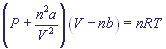 (P + n²a/V²)(V − nb) = nRT